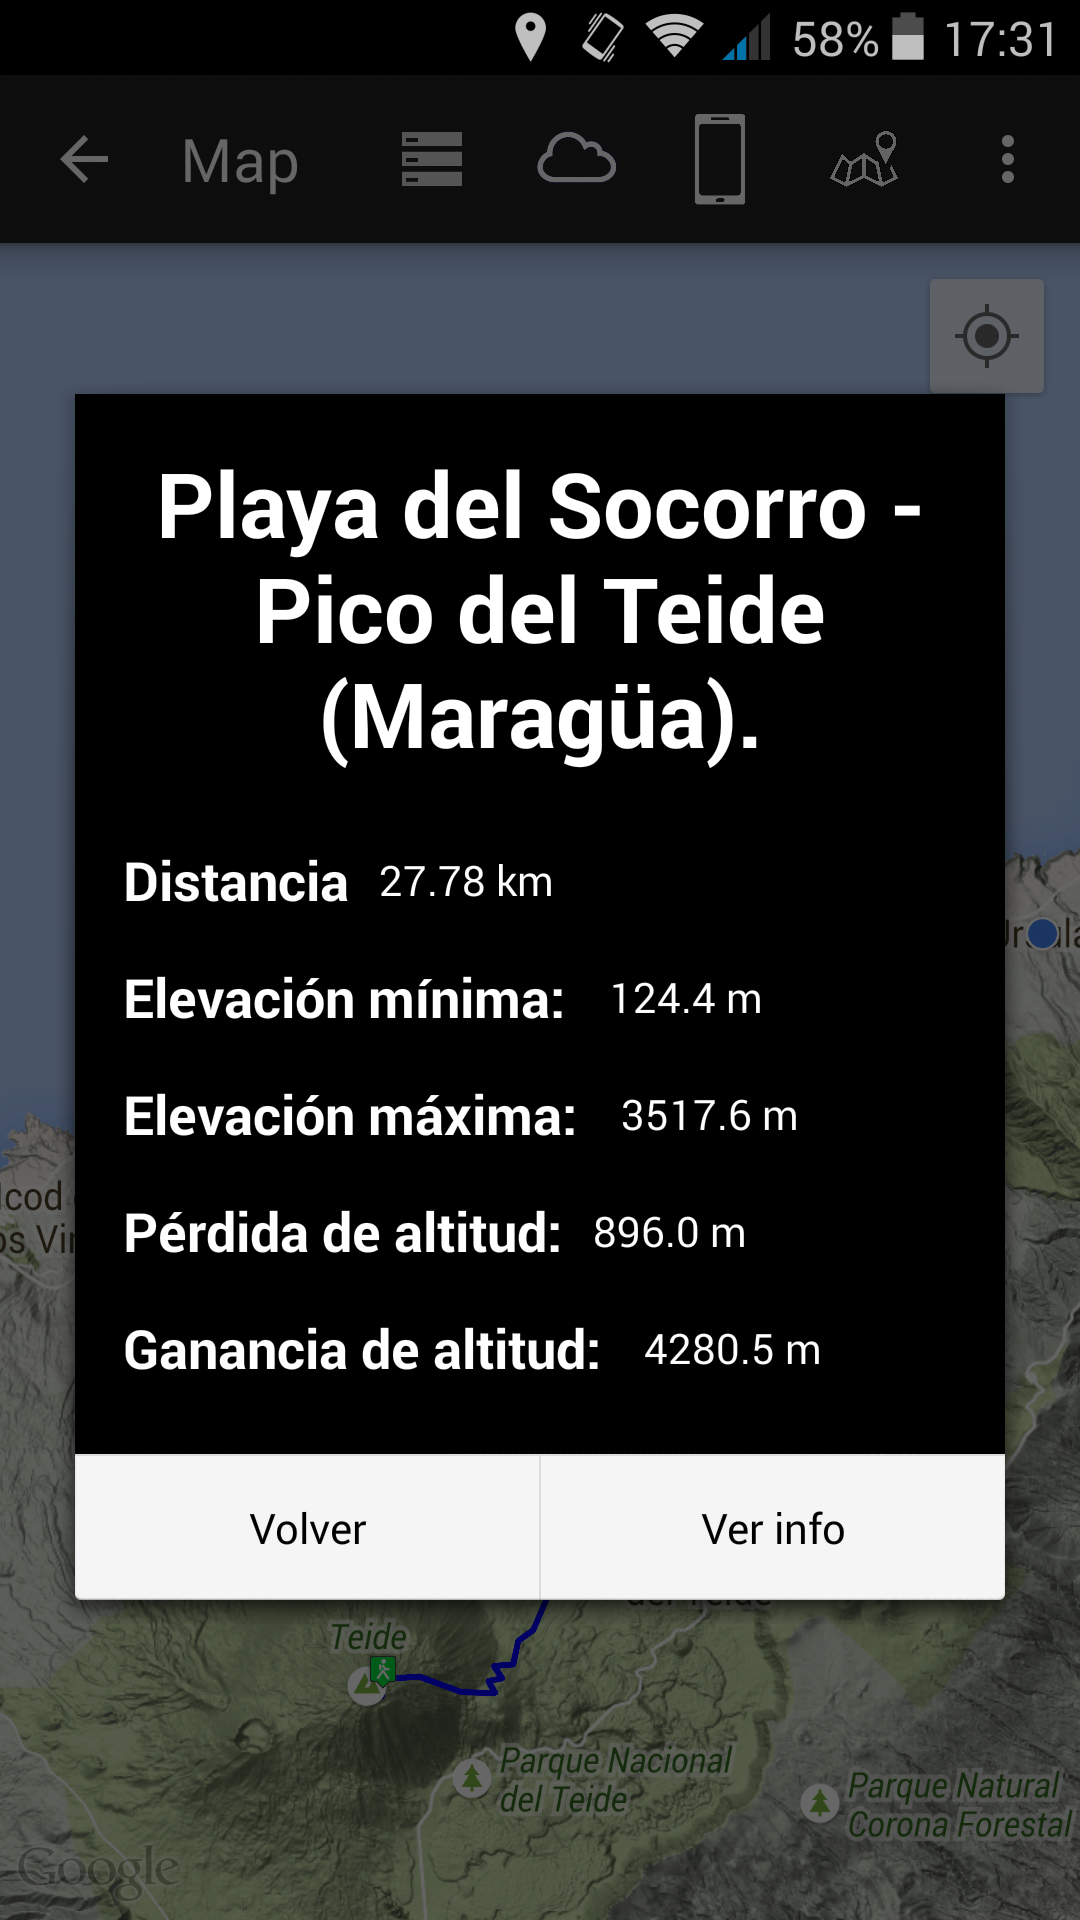 58% 17:31
Map
Playa del Socorro -
Pico del Teide
(Maragüa).
Distancia 27.78 km
Elevación mínima: 124.4 m
Elevación máxima: 3517.6 m
Pérdida de altitud: 896.0 m
Ganancia de altitud: 4280.5 m
Volver Ver info
Teide
Parque Nacional
del Teide
Parque Natural
Corona Forestal
Google